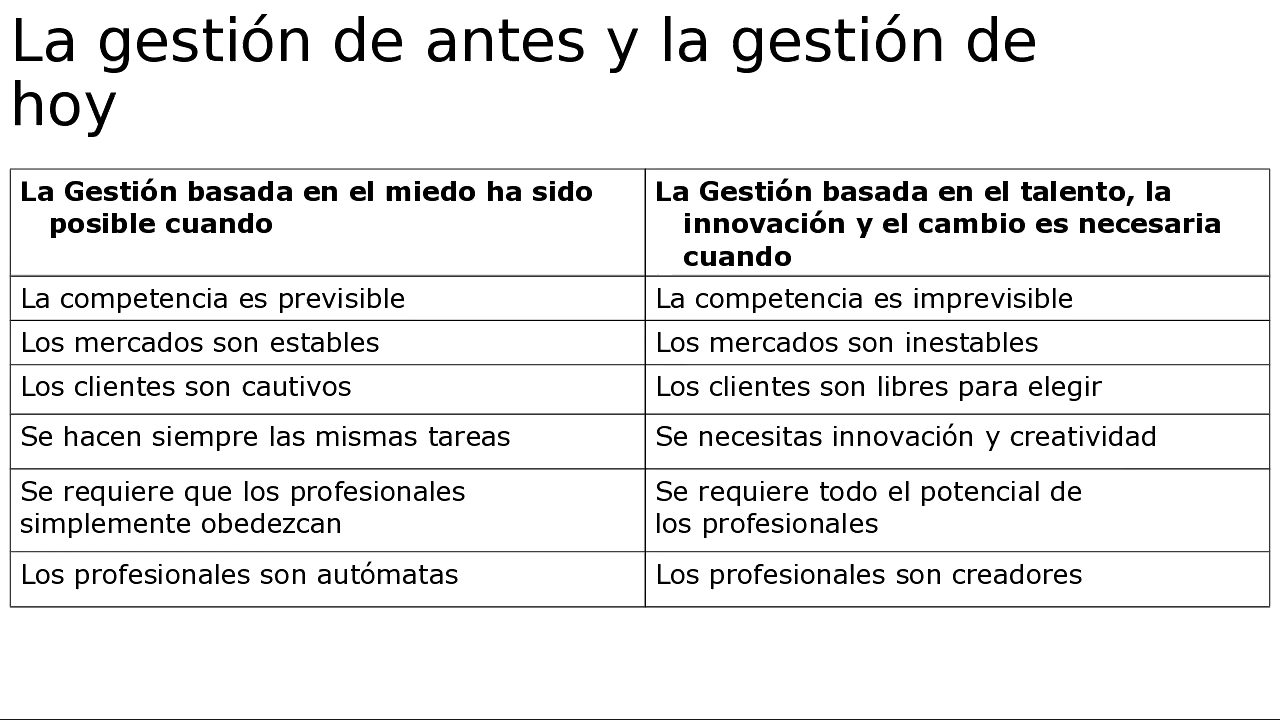 La gestión de antes y la gestión de
hoy
La Gestión basada en el miedo ha sido
posible cuando
La Gestión basada en el talento, la
innovación y el cambio es necesaria
cuando
La competencia es previsible
La competencia es imprevisible
Los mercados son estables
Los mercados son inestables
Los clientes son cautivos
Los clientes son libres para elegir
Se hacen siempre las mismas tareas
Se necesitas innovación y creatividad
Se requiere que los profesionales
simplemente obedezcan
Se requiere todo el potencial de
los profesionales
Los profesionales son autómatas
Los profesionales son creadores